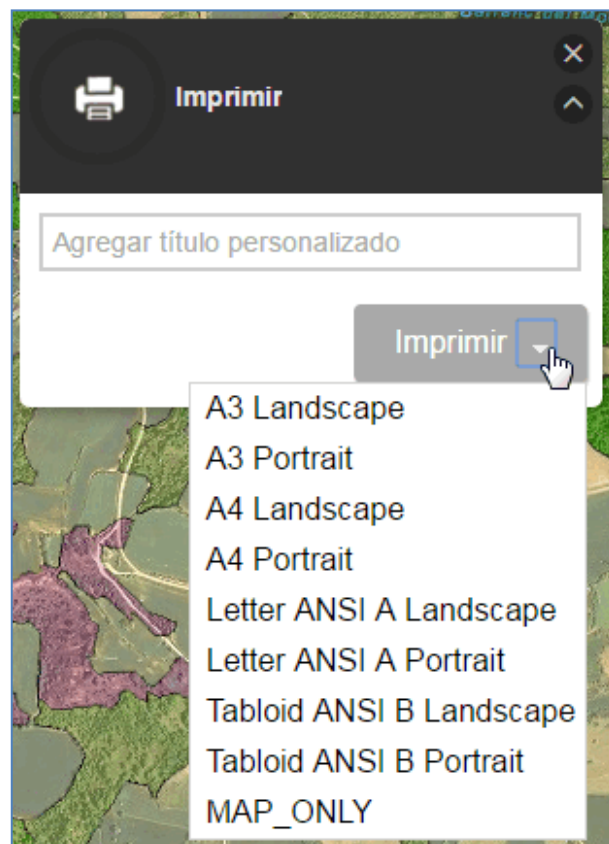 Imprimir
Agregar título personalizado
Imprimir
A3 Landscape
A3 Portrait
A4 Landscape
A4 Portrait
Letter ANSI A Landscape
Letter ANSI A Portrait
Tabloid ANSI B Landscape
Tabloid ANSI B Portrait
MAP_ONLY